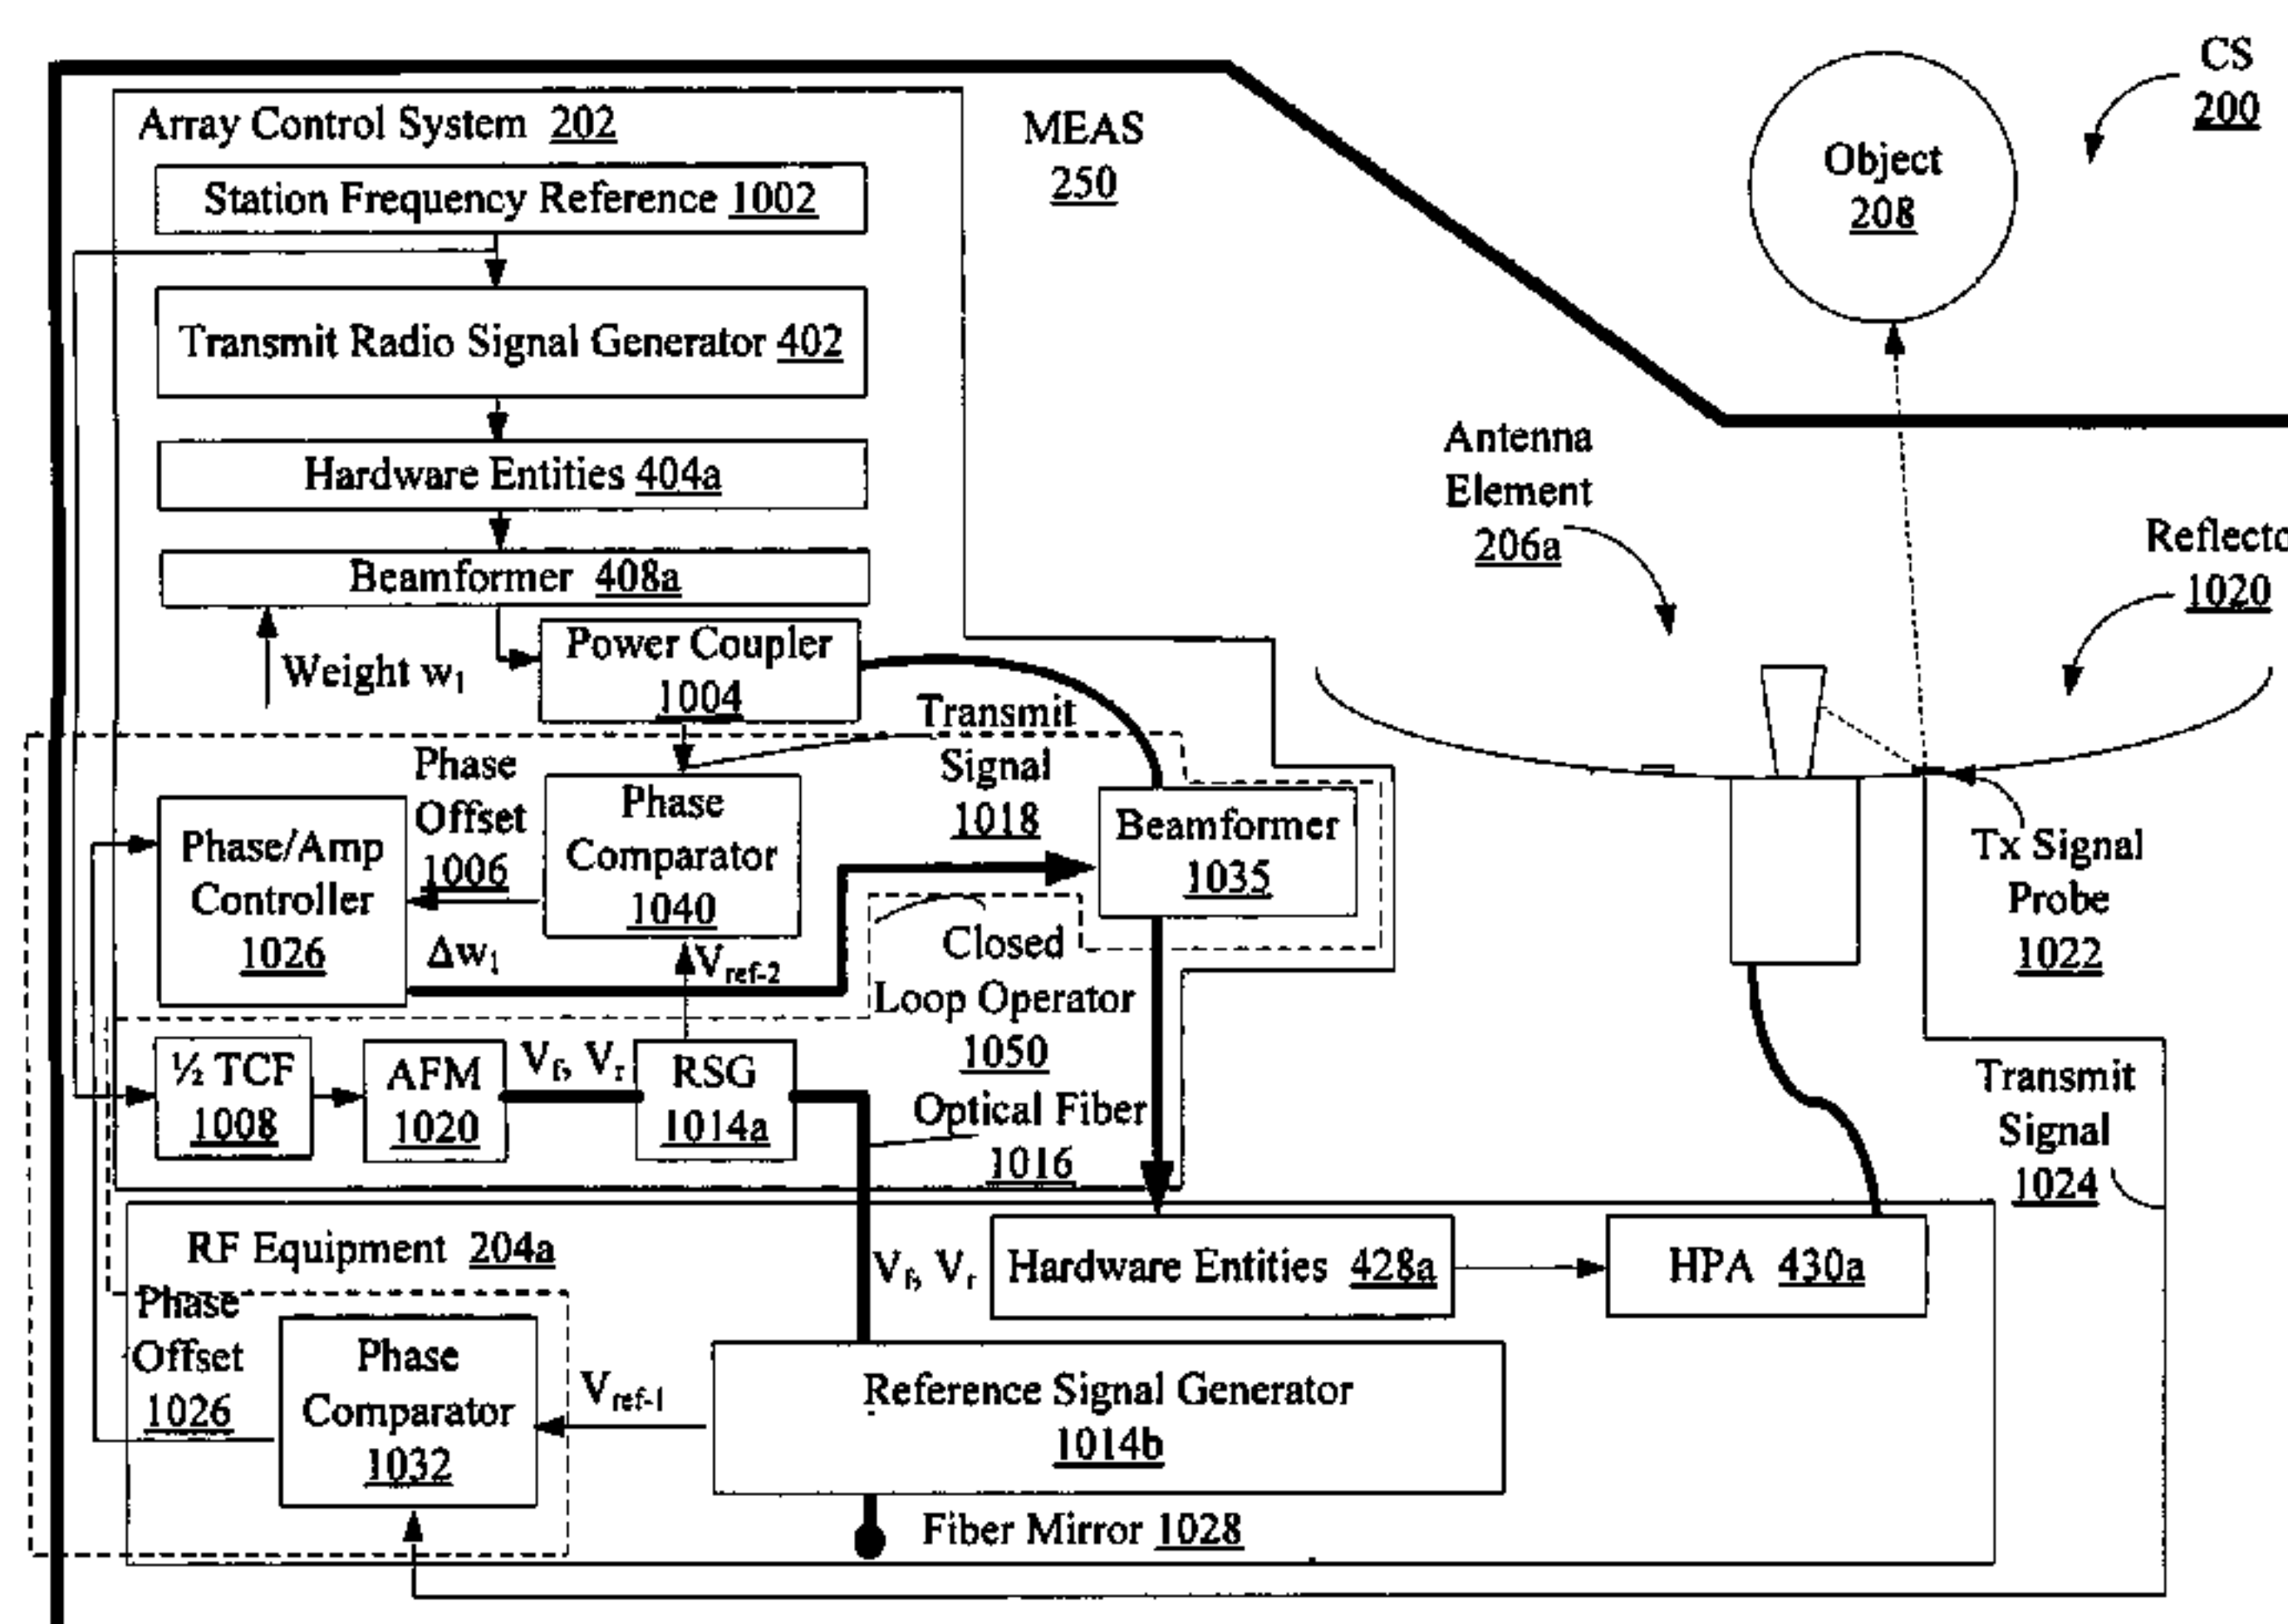 CS
200
Array Control System 202
MEAS
250
Object
208
Station Frequency Reference 1002
Transmit Radio Signal Generator 402
Hardware Entities 404a
Antenna
Element
206a
Reflecto
1020
Beamformer 408a
Power Coupler
1004
Weight w1
Transmit
Signal
1018
Phase
Offset
1006
Phase
Comparator
1040
Beamformer
1035
Phase/Amp
Controller
1026
Δw1
Vref-2
Closed
Loop Operator
1050
Tx Signal
Probe
1022
½ TCF
1008
AFM
1020
Vf, Vr
RSG
1014a
Optical Fiber
1016
Transmit
Signal
1024
RF Equipment 204a
Vf, Vr
Hardware Entities 428a
HPA 430a
Phase
Offset
1026
Phase
Comparator
1032
Vref-1
Reference Signal Generator
1014b
Fiber Mirror 1028